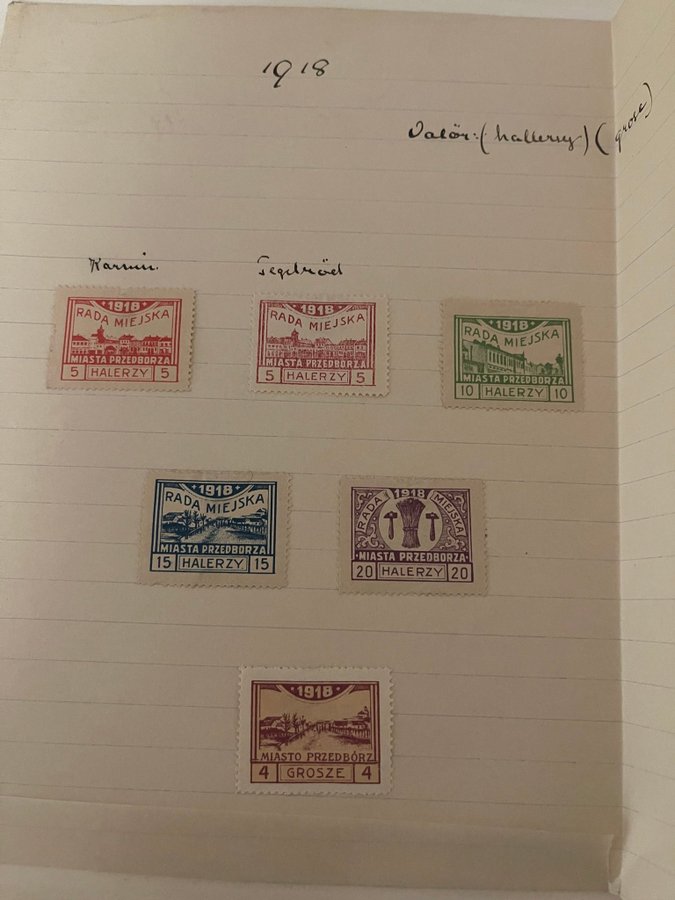 1918
Valör: (hallerzy) (grosc)
Karmin. Tegelröd
1918
RADA MIEJSKA
MIASTA PRZEDBORZA
5 HALERZY 5
1918
RADA MIEJSKA
MIASTA PRZEDBORZA
5 HALERZY 5
1918
RADA MIEJSKA
MIASTA PRZEDBORZA
10 HALERZY 10
1918
RADA MIEJSKA
MIASTA PRZEDBORZA
15 HALERZY 15
1918
RADA MIEJSKA
MIASTA PRZEDBORZA
20 HALERZY 20
1918
MIASTO PRZEDBÓRZ
4 GROSZE 4